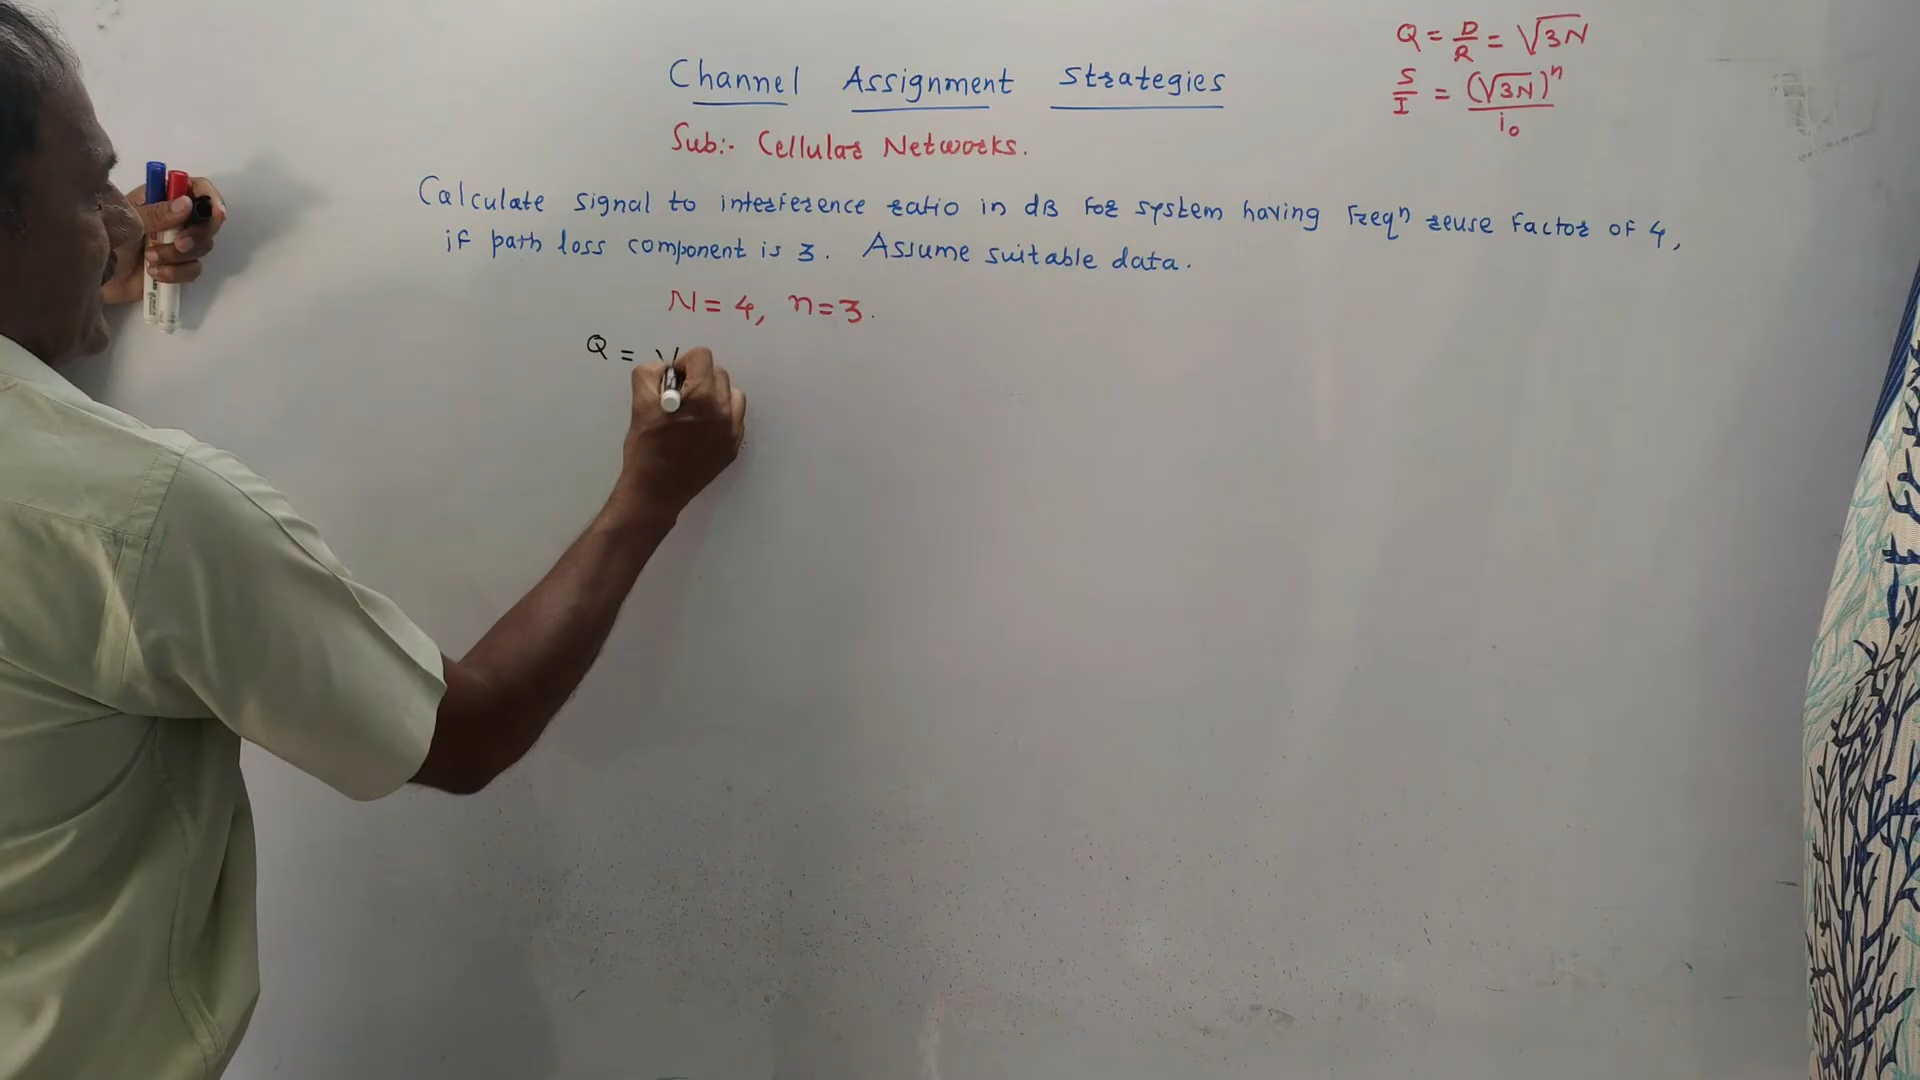 Channel Assignment Strategies
Sub:- Cellular Networks.
Q = D/R = √3N
S/I = (√3N)^n / i₀
Calculate signal to interference ratio in dB for system having freqⁿ reuse factor of 4,
if path loss component is 3. Assume suitable data.
N = 4, n = 3.
Q = √